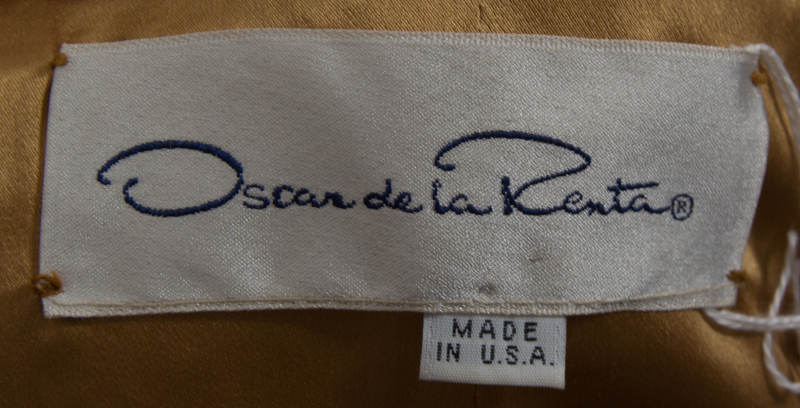 Oscar de la Renta®
MADE
IN U.S.A.